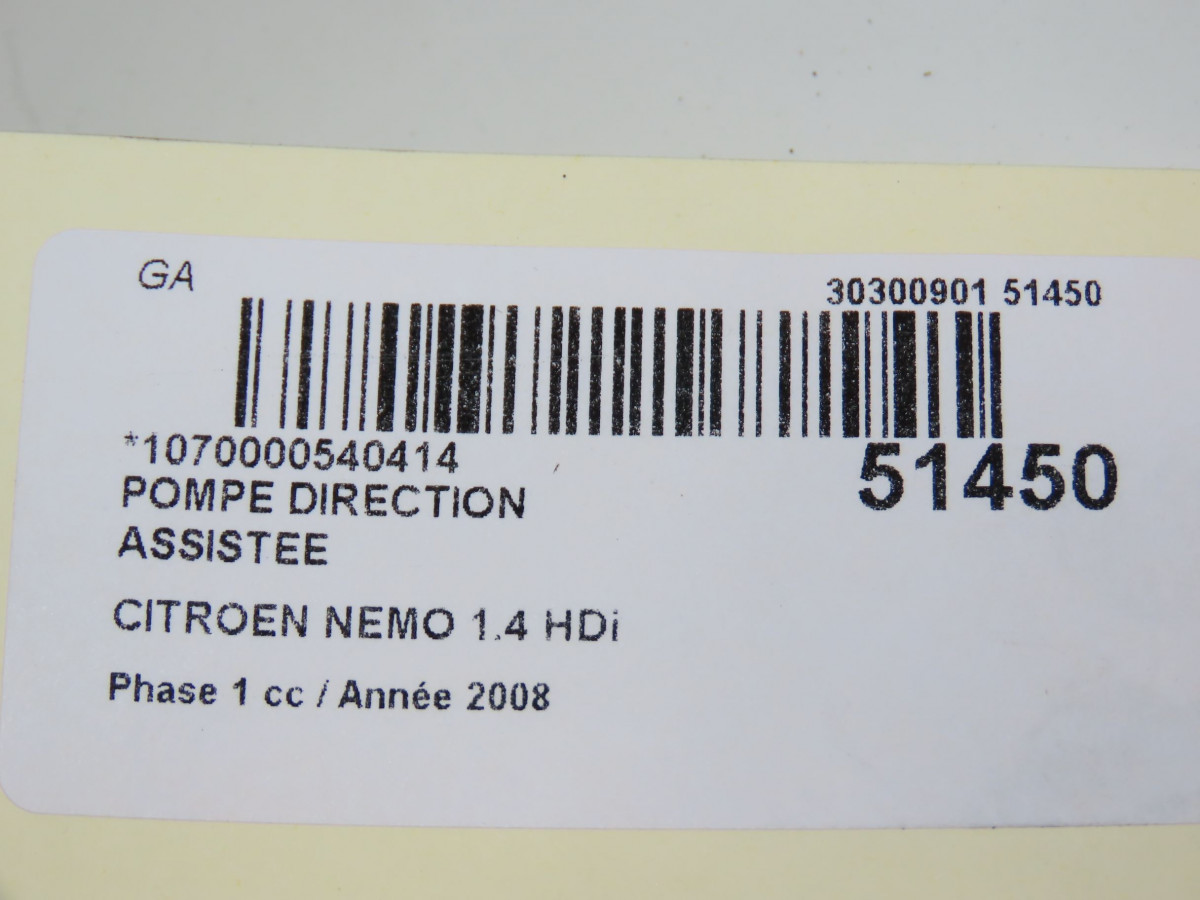 GA
30300901 51450
*1070000540414
51450
POMPE DIRECTION
ASSISTEE
CITROEN NEMO 1.4 HDi
Phase 1 cc / Année 2008